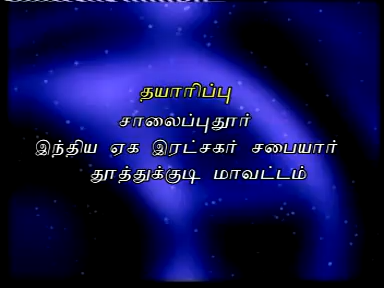 தயாரிப்பு
சாலைப்புதூர்
இந்திய ஏக இரட்சகர் சபையார்
தூத்துக்குடி மாவட்டம்